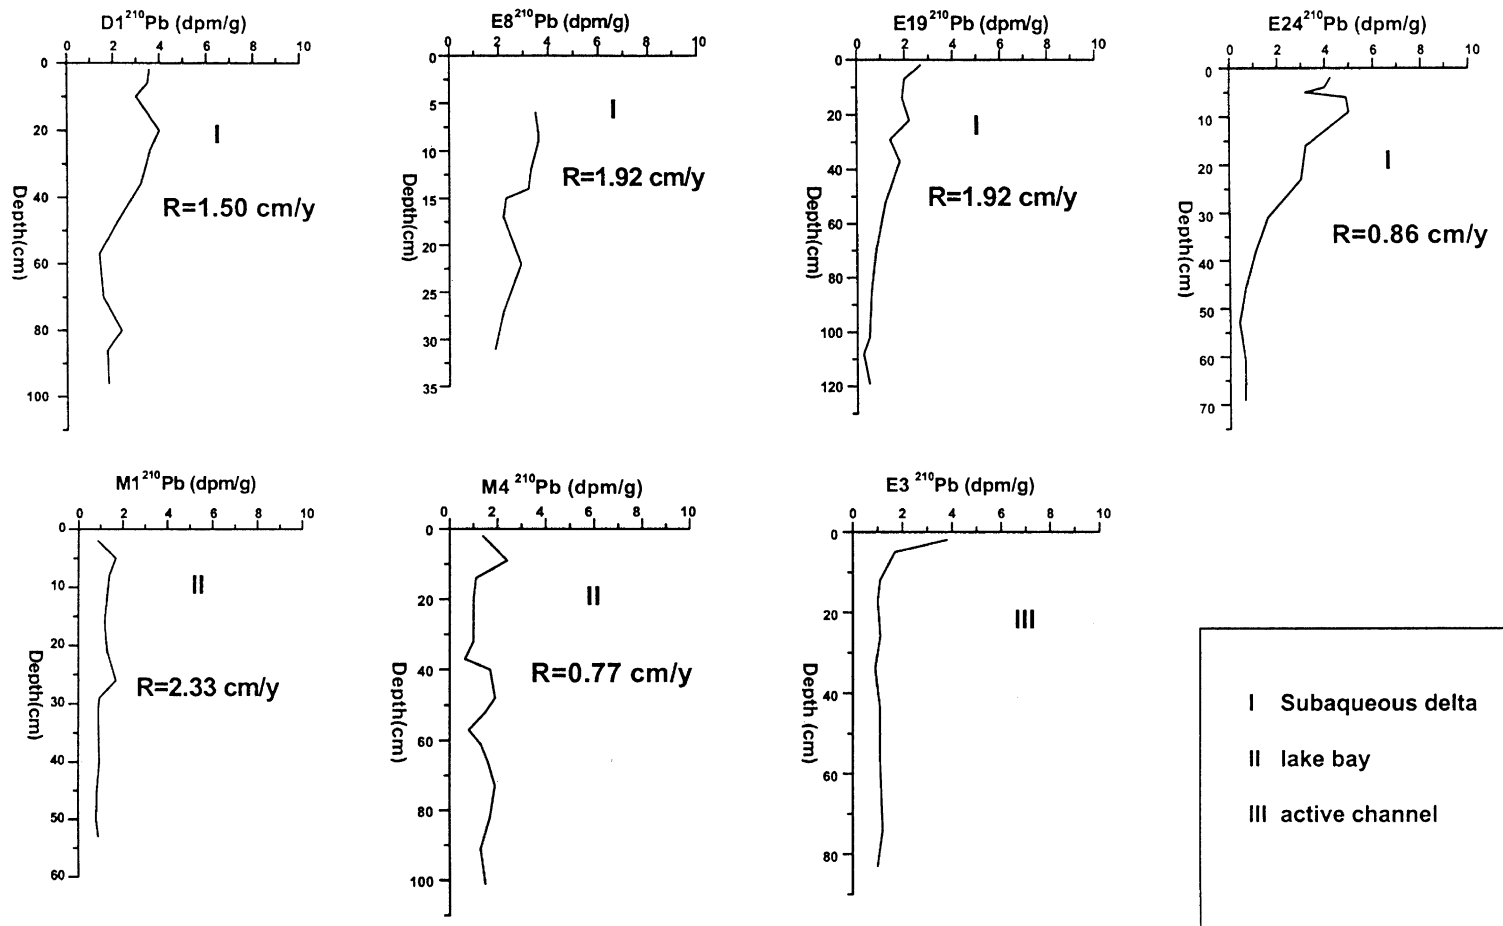 D1 ²¹⁰Pb (dpm/g)
0 2 4 6 8 10
0
20
40
60
80
100
Depth(cm)
I
R=1.50 cm/y
E8 ²¹⁰Pb (dpm/g)
0 2 4 6 8 10
0
5
10
15
20
25
30
35
Depth(cm)
I
R=1.92 cm/y
E19 ²¹⁰Pb (dpm/g)
0 2 4 6 8 10
0
20
40
60
80
100
120
Depth(cm)
I
R=1.92 cm/y
E24 ²¹⁰Pb (dpm/g)
0 2 4 6 8 10
0
10
20
30
40
50
60
70
Depth(cm)
I
R=0.86 cm/y
M1 ²¹⁰Pb (dpm/g)
0 2 4 6 8 10
0
10
20
30
40
50
60
Depth(cm)
II
R=2.33 cm/y
M4 ²¹⁰Pb (dpm/g)
0 2 4 6 8 10
0
20
40
60
80
100
Depth(cm)
II
R=0.77 cm/y
E3 ²¹⁰Pb (dpm/g)
0 2 4 6 8 10
0
20
40
60
80
Depth (cm)
III
I Subaqueous delta
II lake bay
III active channel